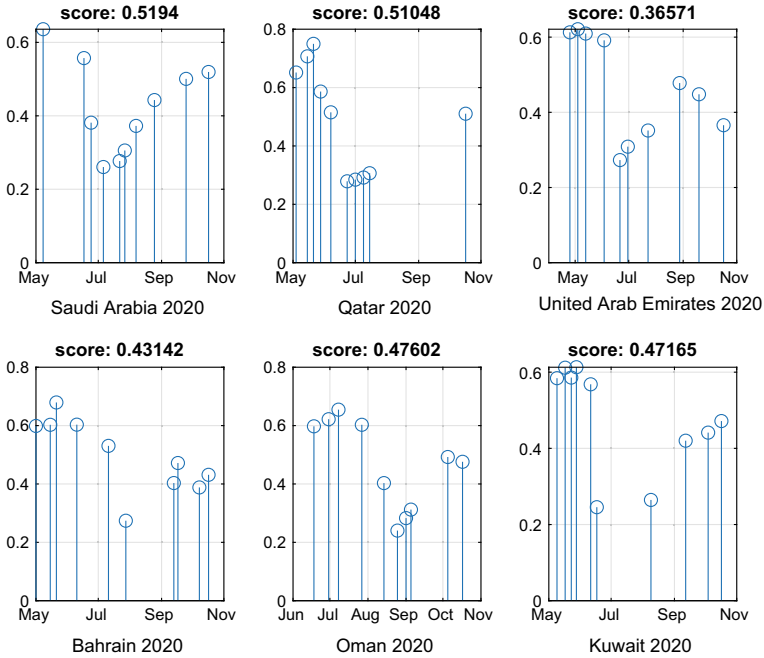 score: 0.5194
score: 0.51048
score: 0.36571
0.6
0.4
0.2
0
0.8
0.6
0.4
0.2
0
0.6
0.4
0.2
0
May Jul Sep Nov
May Jul Sep Nov
May Jul Sep Nov
Saudi Arabia 2020
Qatar 2020
United Arab Emirates 2020
score: 0.43142
score: 0.47602
score: 0.47165
0.8
0.6
0.4
0.2
0
0.8
0.6
0.4
0.2
0
0.6
0.4
0.2
0
May Jul Sep Nov
Jun Jul Aug Sep Oct Nov
May Jul Sep Nov
Bahrain 2020
Oman 2020
Kuwait 2020